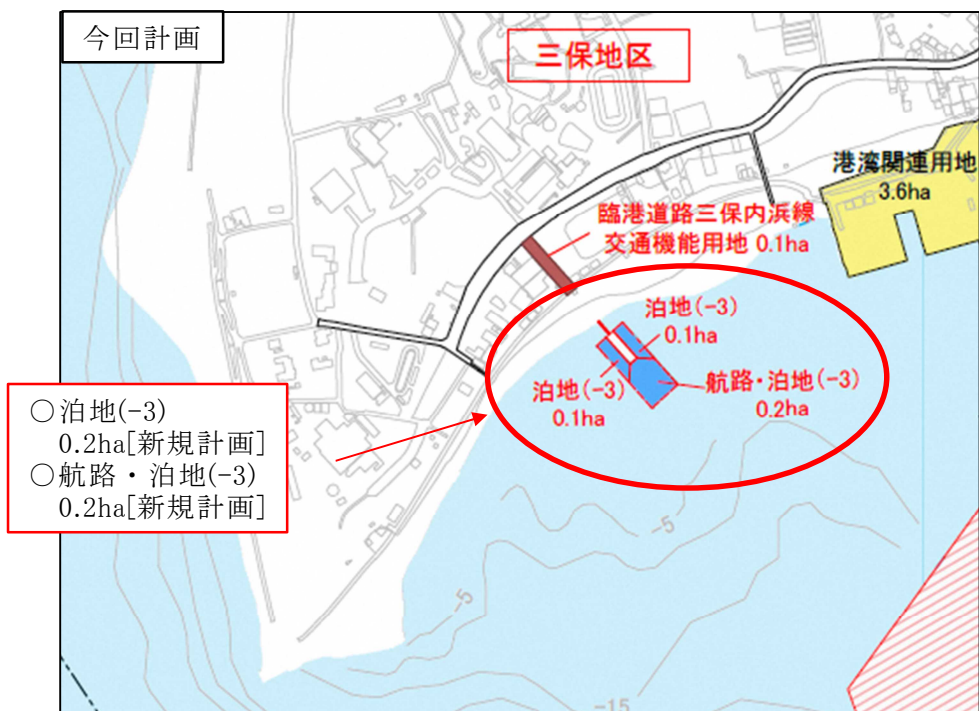 今回計画
三保地区
港湾関連用地
3.6ha
臨港道路三保内浜線
交通機能用地 0.1ha
泊地(-3)
0.1ha
泊地(-3)
0.1ha
航路・泊地(-3)
0.2ha
○泊地(-3)
0.2ha[新規計画]
○航路・泊地(-3)
0.2ha[新規計画]
-5
-5
-15